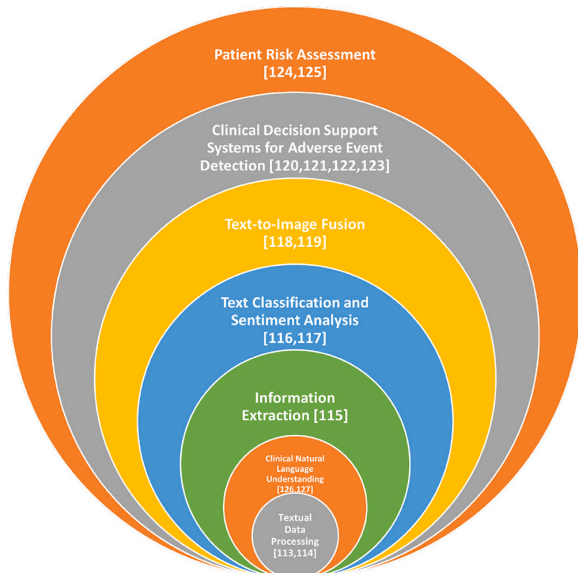 Patient Risk Assessment
[124,125]
Clinical Decision Support
Systems for Adverse Event
Detection [120,121,122,123]
Text-to-Image Fusion
[118,119]
Text Classification and
Sentiment Analysis
[116,117]
Information
Extraction [115]
Clinical Natural
Language
Understanding
[126,127]
Textual
Data
Processing
[113,114]